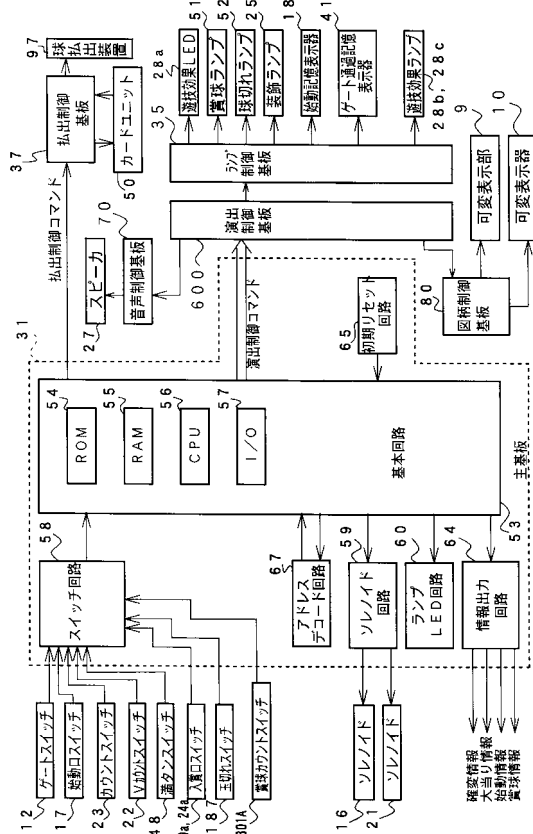 97
球払出装置
37
払出制御基板
カードユニット
50
払出制御コマンド
31
27
スピーカ
70
音声制御基板
600
演出制御基板
演出制御コマンド
35
ランプ制御基板
28a
遊技効果LED
51
賞球ランプ
52
球切れランプ
25
装飾ランプ
18
始動記憶表示器
41
ゲート通過記憶表示器
遊技効果ランプ
28b, 28c
9
可変表示部
10
可変表示器
80
図柄制御基板
65
初期リセット回路
54
ROM
55
RAM
56
CPU
57
I/O
基本回路
53
主基板
58
スイッチ回路
67
アドレスデコード回路
59
ソレノイド回路
60
ランプLED回路
64
情報出力回路
12
ゲートスイッチ
17
始動口スイッチ
23
カウントスイッチ
22
Vカウントスイッチ
48
満タンスイッチ
24a
入賞口スイッチ
187
玉切れスイッチ
301A
賞球カウントスイッチ
16
ソレノイド
21
ソレノイド
確変情報
大当り情報
始動情報
賞球情報